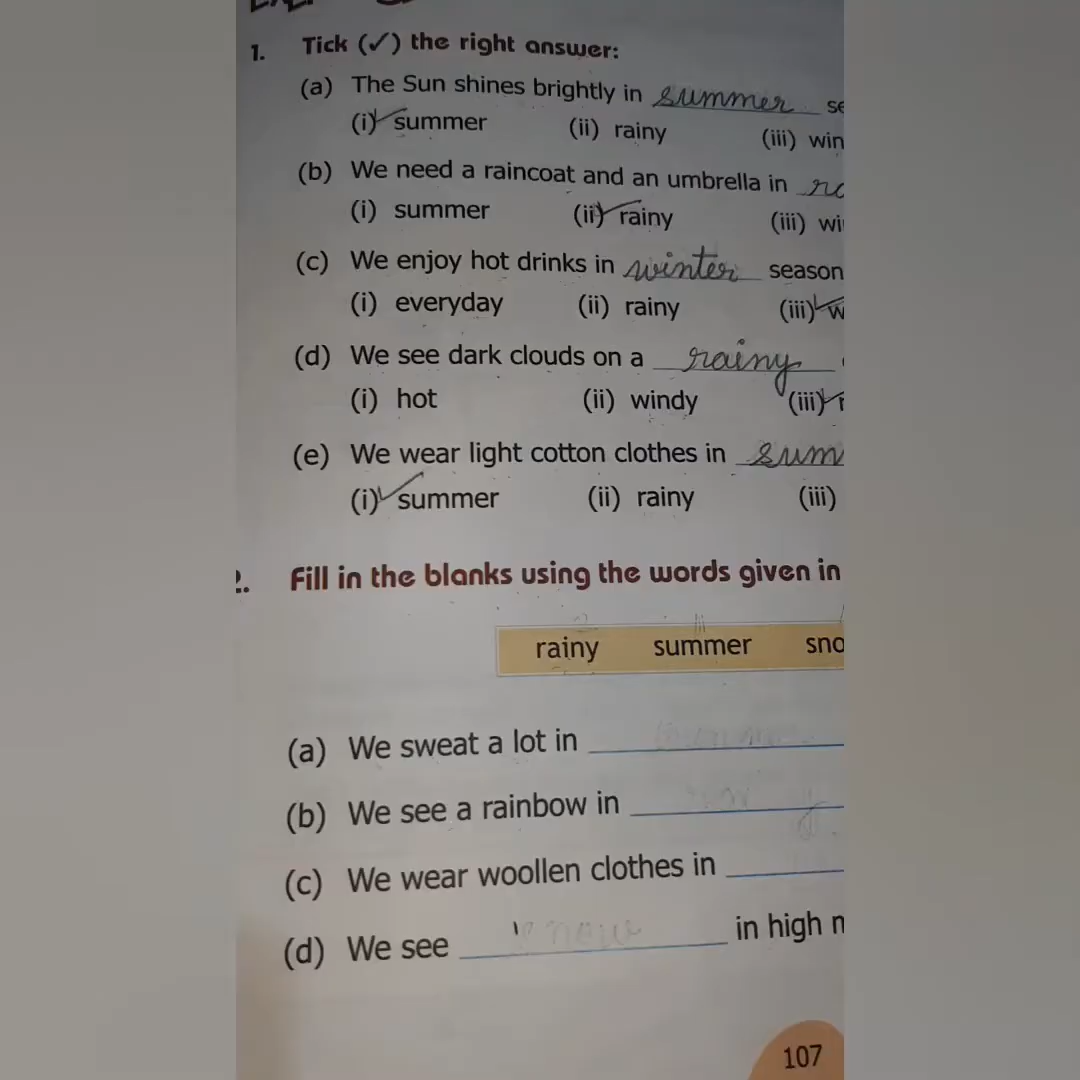 1. Tick (✓) the right answer:
(a) The Sun shines brightly in summer se
(i) summer (ii) rainy (iii) win
(b) We need a raincoat and an umbrella in ra
(i) summer (ii) rainy (iii) wi
(c) We enjoy hot drinks in winter season
(i) everyday (ii) rainy (iii) w
(d) We see dark clouds on a rainy
(i) hot (ii) windy (iii) r
(e) We wear light cotton clothes in sum
(i) summer (ii) rainy (iii)
2. Fill in the blanks using the words given in
rainy summer sno
(a) We sweat a lot in
(b) We see a rainbow in
(c) We wear woollen clothes in
(d) We see snow in high m
107